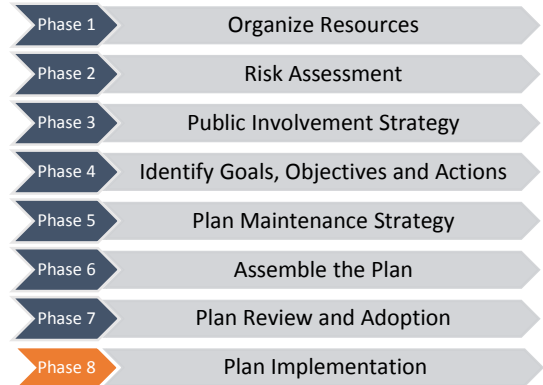 Phase 1 Organize Resources
Phase 2 Risk Assessment
Phase 3 Public Involvement Strategy
Phase 4 Identify Goals, Objectives and Actions
Phase 5 Plan Maintenance Strategy
Phase 6 Assemble the Plan
Phase 7 Plan Review and Adoption
Phase 8 Plan Implementation